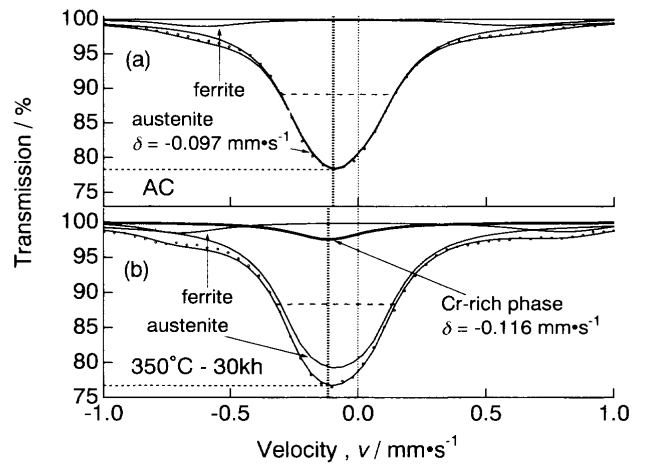 100
(a)
95
ferrite
90
austenite
85
δ = -0.097 mm•s⁻¹
80
AC
75
Transmission / %
100
95
(b)
90
ferrite
Cr-rich phase
austenite
δ = -0.116 mm•s⁻¹
85
80
350°C - 30kh
75
-1.0 -0.5 0.0 0.5 1.0
Velocity , v / mm•s⁻¹